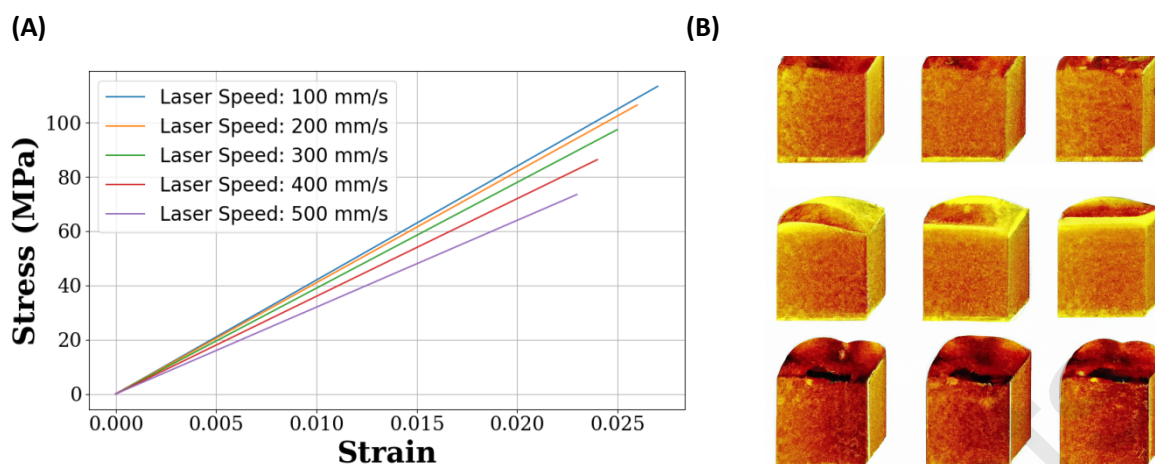 (A)
(B)
Laser Speed: 100 mm/s
Laser Speed: 200 mm/s
Laser Speed: 300 mm/s
Laser Speed: 400 mm/s
Laser Speed: 500 mm/s
Stress (MPa)
100
80
60
40
20
0
0.000 0.005 0.010 0.015 0.020 0.025
Strain